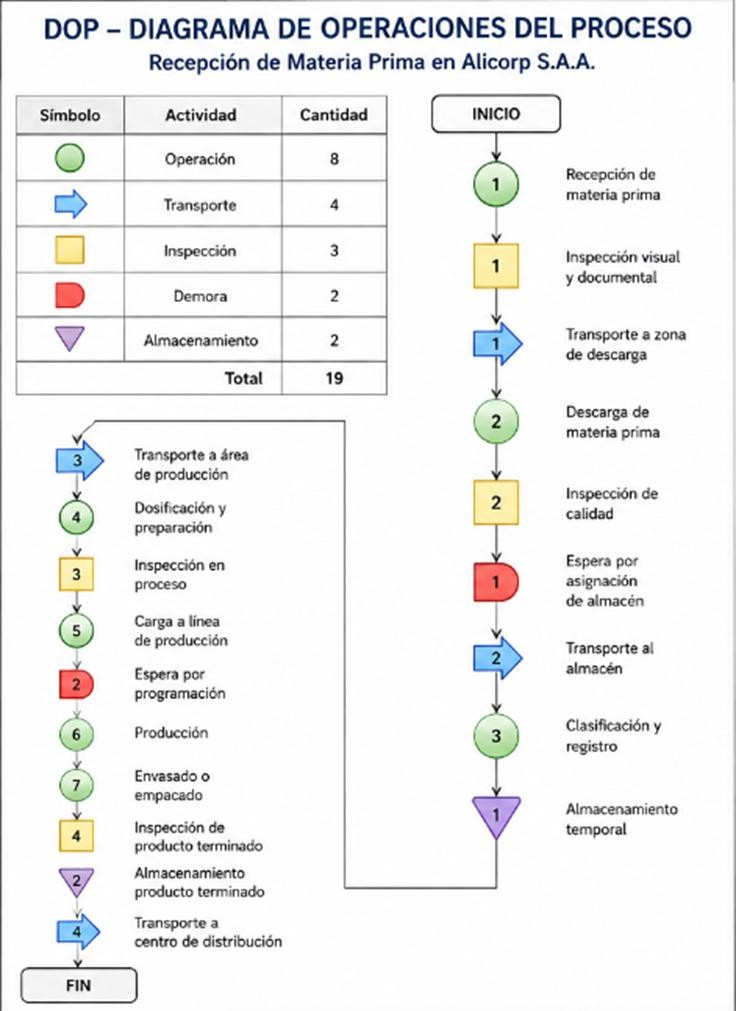 DOP – DIAGRAMA DE OPERACIONES DEL PROCESO
Recepción de Materia Prima en Alicorp S.A.A.
Símbolo Actividad Cantidad
Operación 8
Transporte 4
Inspección 3
Demora 2
Almacenamiento 2
Total 19
INICIO
1 Recepción de
materia prima
1 Inspección visual
y documental
1 Transporte a zona
de descarga
2 Descarga de
materia prima
2 Inspección de
calidad
1 Espera por
asignación
de almacén
2 Transporte al
almacén
3 Clasificación y
registro
1 Almacenamiento
temporal
3 Transporte a área
de producción
4 Dosificación y
preparación
3 Inspección en
proceso
5 Carga a línea
de producción
2 Espera por
programación
6 Producción
7 Envasado o
empacado
4 Inspección de
producto terminado
2 Almacenamiento
producto terminado
4 Transporte a
centro de distribución
FIN